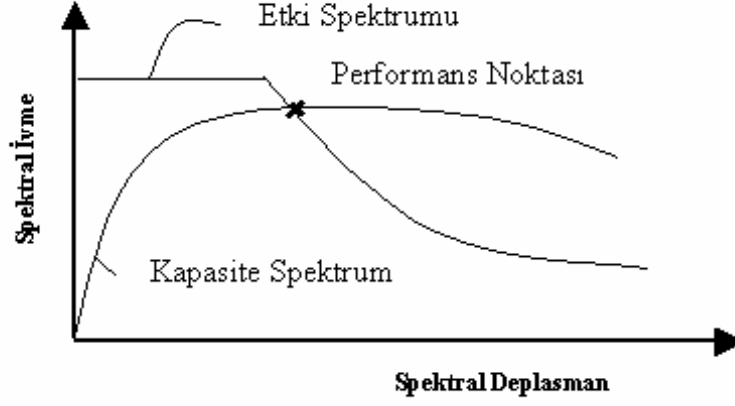 Etki Spektrumu
Performans Noktası
Spektral İvme
Kapasite Spektrum
Spektral Deplasman